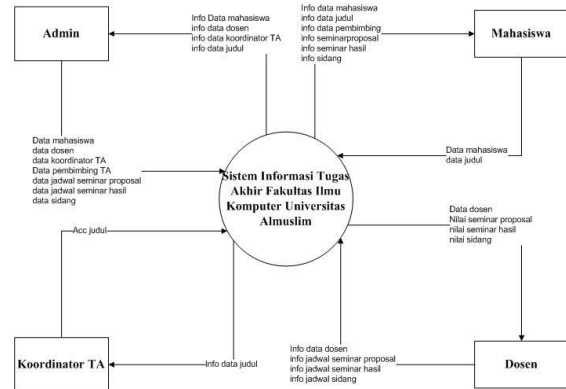 Admin
Info Data mahasiswa
info data dosen
info data koordinator TA
info data judul
Info data mahasiswa
info data judul
info data pembimbing
info seminarproposal
info seminar hasil
info sidang
Mahasiswa
Data mahasiswa
data dosen
data koordinator TA
Data pembimbing TA
data jadwal seminar proposal
data jadwal seminar hasil
data sidang
Sistem Informasi Tugas
Akhir Fakultas Ilmu
Komputer Universitas
Almuslim
Data mahasiswa
data judul
Data dosen
Nilai seminar proposal
nilai seminar hasil
nilai sidang
Acc judul
Koordinator TA
Info data judul
Info data dosen
info jadwal seminar proposal
info jadwal seminar hasil
info jadwal sidang
Dosen